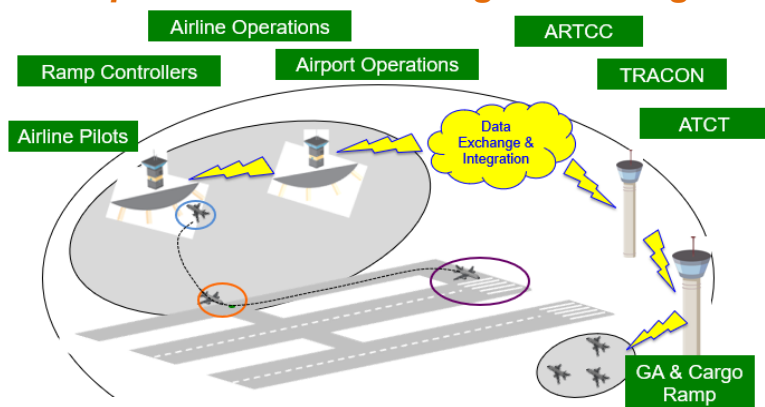 Airline Operations
ARTCC
Ramp Controllers
Airport Operations
TRACON
Airline Pilots
Data
Exchange &
Integration
ATCT
GA & Cargo
Ramp